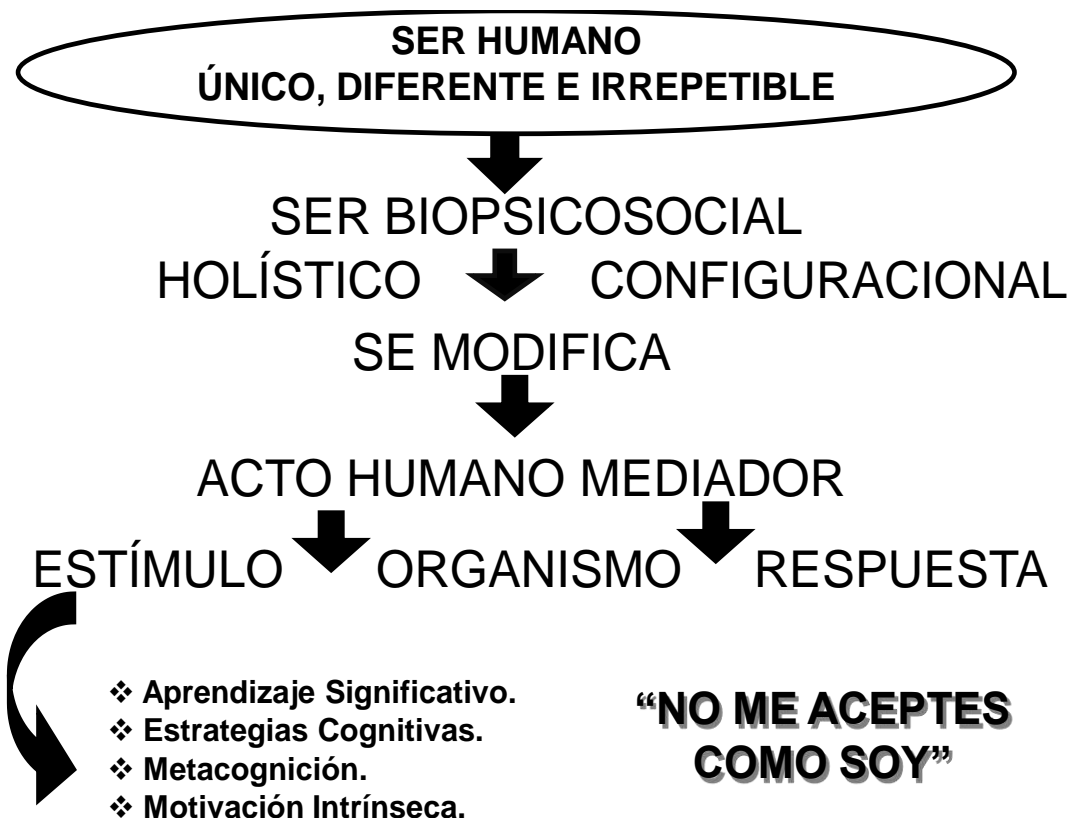 SER HUMANO
ÚNICO, DIFERENTE E IRREPETIBLE
SER BIOPSICOSOCIAL
HOLÍSTICO CONFIGURACIONAL
SE MODIFICA
ACTO HUMANO MEDIADOR
ESTÍMULO ORGANISMO RESPUESTA
❖ Aprendizaje Significativo.
❖ Estrategias Cognitivas.
❖ Metacognición.
❖ Motivación Intrínseca.
“NO ME ACEPTES
COMO SOY”